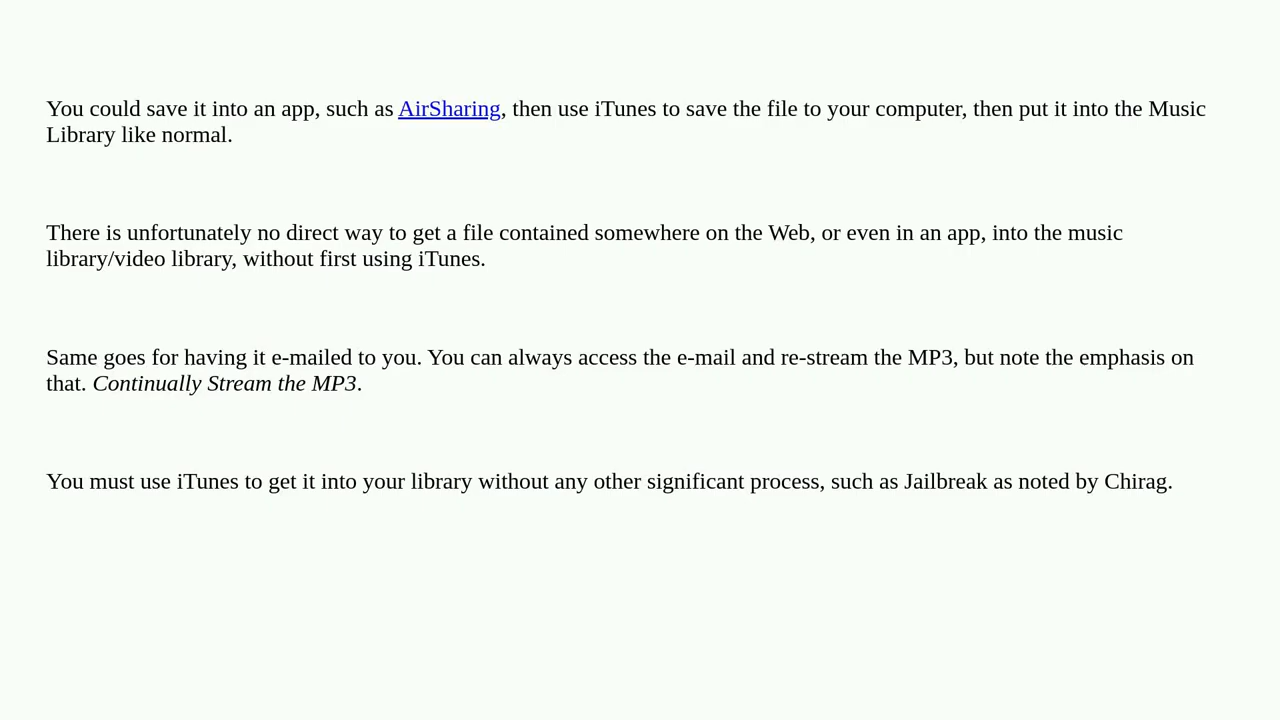 You could save it into an app, such as AirSharing, then use iTunes to save the file to your computer, then put it into the Music
Library like normal.
There is unfortunately no direct way to get a file contained somewhere on the Web, or even in an app, into the music
library/video library, without first using iTunes.
Same goes for having it e-mailed to you. You can always access the e-mail and re-stream the MP3, but note the emphasis on
that. Continually Stream the MP3.
You must use iTunes to get it into your library without any other significant process, such as Jailbreak as noted by Chirag.